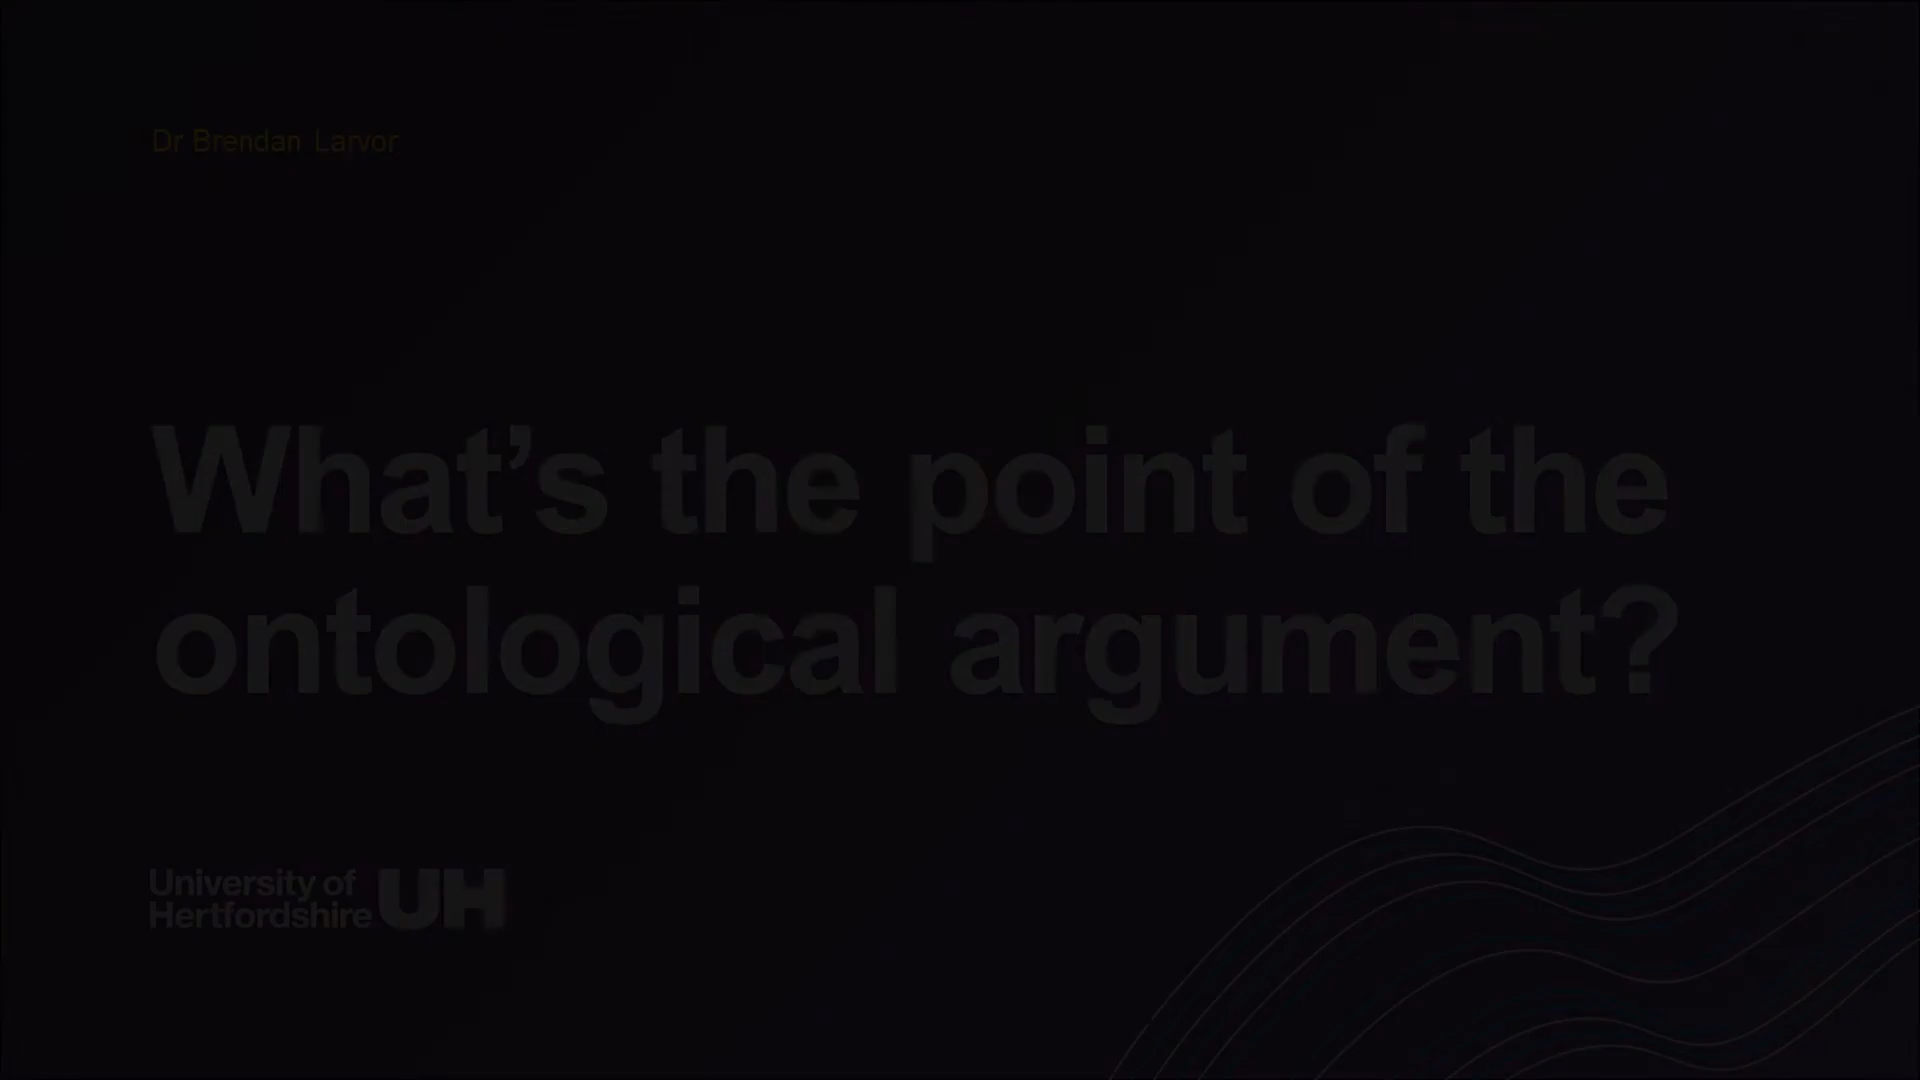 Dr Brendan Larvor
What’s the point of the
ontological argument?
University of
Hertfordshire UH